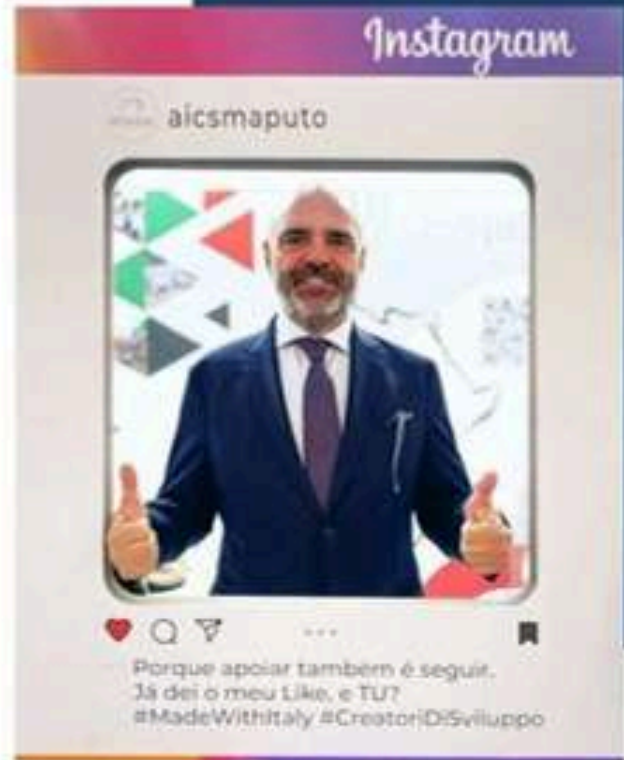 Instagram
aicsmaputo
Porque apoiar também é seguir.
Já dei o meu Like, e TU?
#MadeWithItaly #CreatoriDiSviluppo